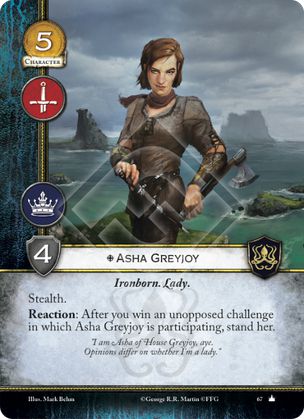 5
CHARACTER
4
ASHA GREYJOY
Ironborn. Lady.
Stealth.
Reaction: After you win an unopposed challenge
in which Asha Greyjoy is participating, stand her.
"I am Asha of House Greyjoy, aye.
Opinions differ on whether I'm a lady."
Illus. Mark Behm
©George R.R. Martin ©FFG
67